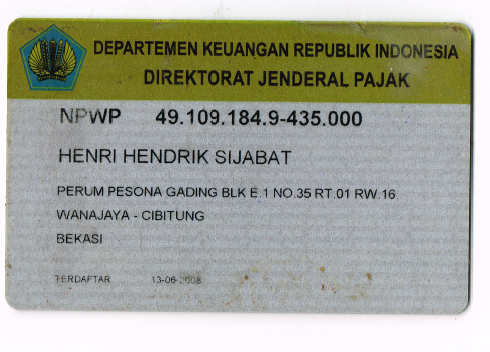 DEPARTEMEN KEUANGAN REPUBLIK INDONESIA
DIREKTORAT JENDERAL PAJAK
NPWP 49.109.184.9-435.000
HENRI HENDRIK SIJABAT
PERUM PESONA GADING BLK E.1 NO.35 RT.01 RW.16
WANAJAYA - CIBITUNG
BEKASI
TERDAFTAR 13-06-2008